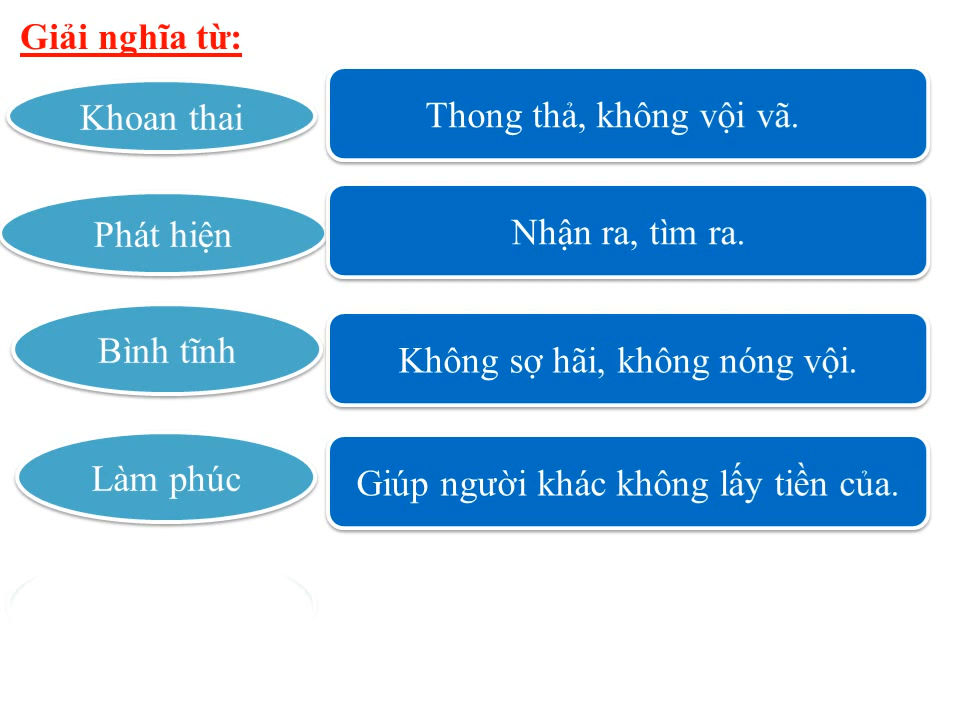 Giải nghĩa từ:
Khoan thai
Thong thả, không vội vã.
Phát hiện
Nhận ra, tìm ra.
Bình tĩnh
Không sợ hãi, không nóng vội.
Làm phúc
Giúp người khác không lấy tiền của.